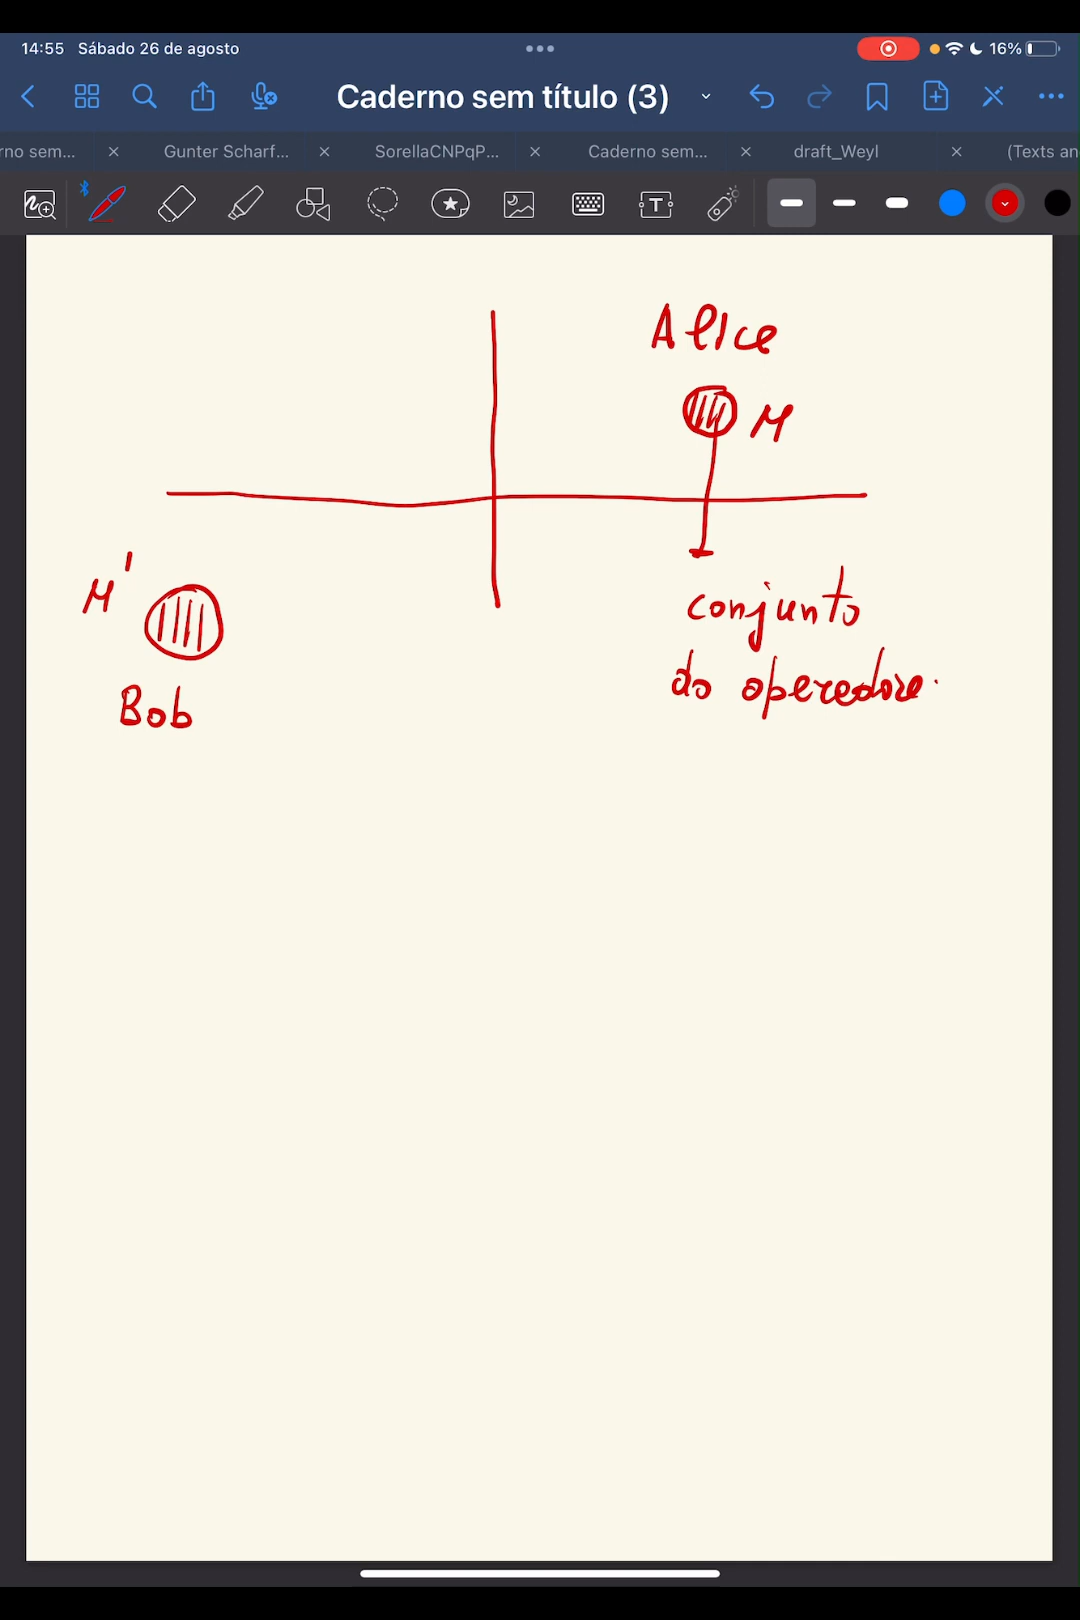 14:55 Sábado 26 de agosto
16%
Caderno sem título (3)
rno sem... Gunter Scharf... SorellaCNPqP... Caderno sem... draft_Weyl (Texts an
T
Alice
M
M'
conjunto
do operedore.
Bob